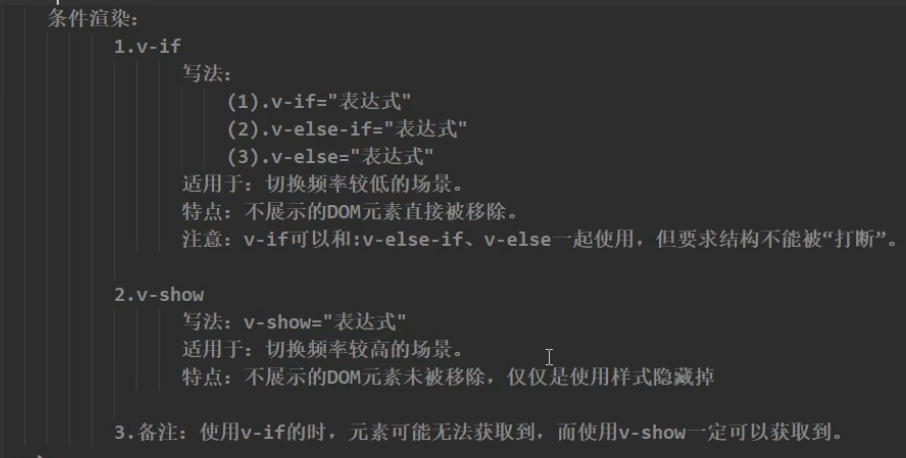 条件渲染:
1.v-if
写法:
(1).v-if="表达式"
(2).v-else-if="表达式"
(3).v-else="表达式"
适用于: 切换频率较低的场景。
特点: 不展示的DOM元素直接被移除。
注意: v-if可以和:v-else-if、v-else一起使用，但要求结构不能被“打断”。
2.v-show
写法: v-show="表达式"
适用于: 切换频率较高的场景。
特点: 不展示的DOM元素未被移除，仅仅是使用样式隐藏掉
3.备注: 使用v-if的时，元素可能无法获取到，而使用v-show一定可以获取到。